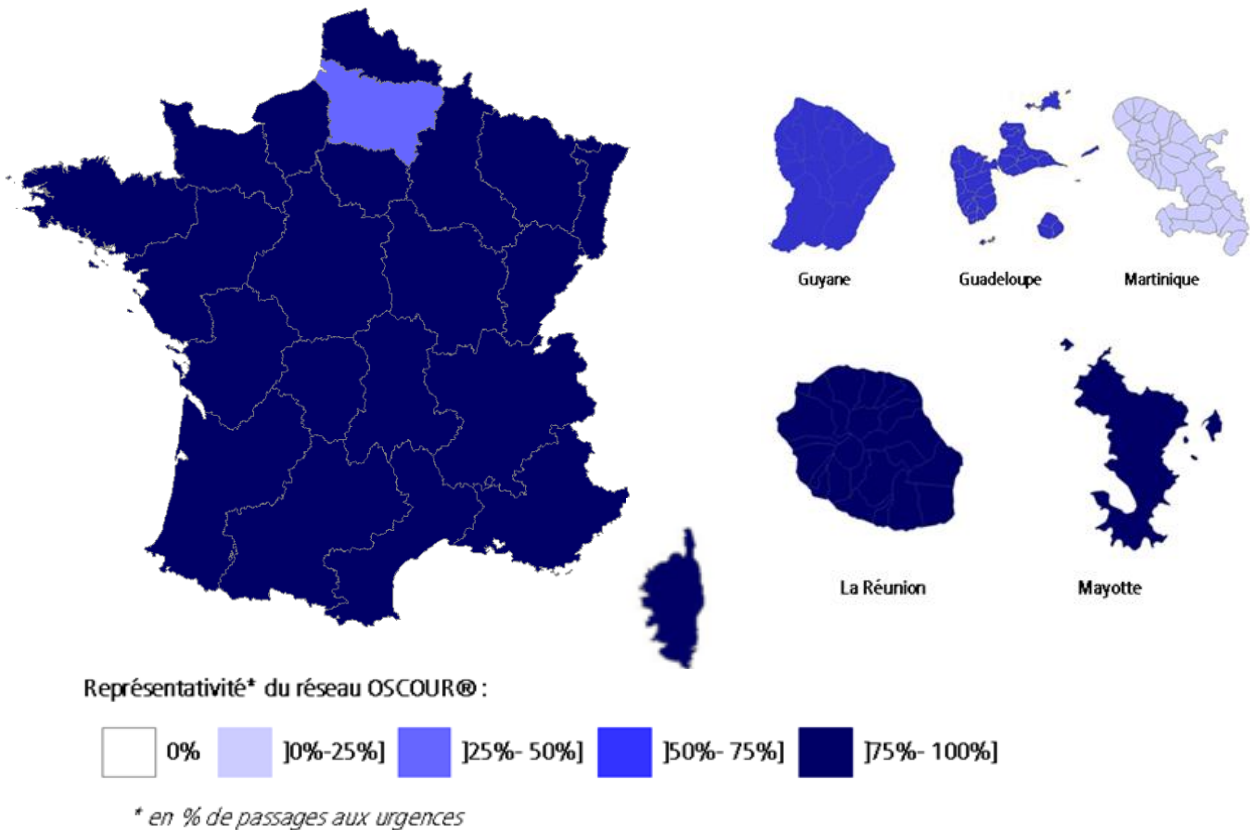 Guyane
Guadeloupe
Martinique
La Réunion
Mayotte
Représentativité* du réseau OSCOUR® :
0%
]0%-25%]
]25%- 50%]
]50%- 75%]
]75%- 100%]
* en % de passages aux urgences